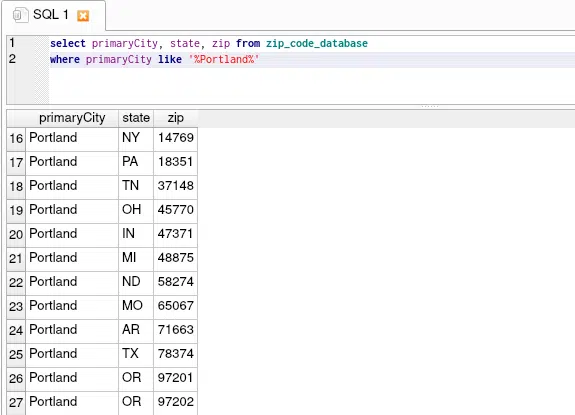 SQL 1
1 select primaryCity, state, zip from zip_code_database
2 where primaryCity like '%Portland%'
primaryCity state zip
16 Portland NY 14769
17 Portland PA 18351
18 Portland TN 37148
19 Portland OH 45770
20 Portland IN 47371
21 Portland MI 48875
22 Portland ND 58274
23 Portland MO 65067
24 Portland AR 71663
25 Portland TX 78374
26 Portland OR 97201
27 Portland OR 97202